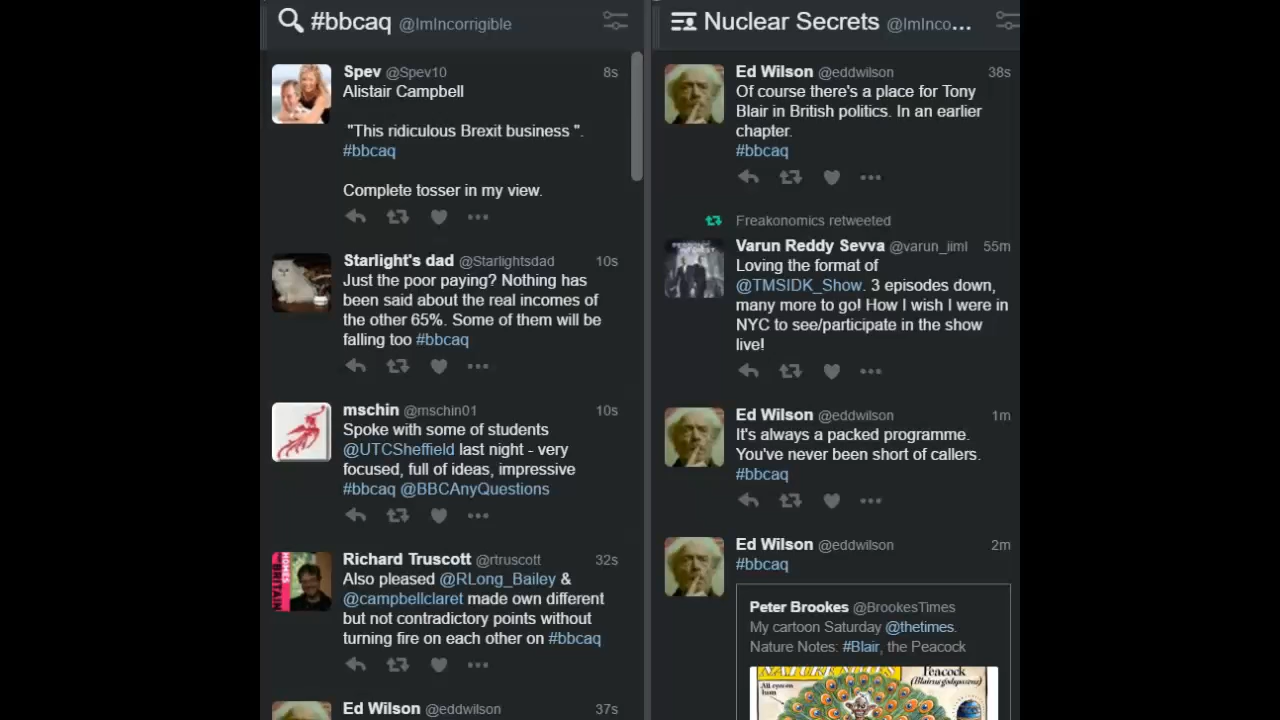 #bbcaq @ImIncorrigible
Spev @Spev10 8s
Alistair Campbell
"This ridiculous Brexit business ".
#bbcaq
Complete tosser in my view.
Starlight's dad @Starlightsdad 10s
Just the poor paying? Nothing has
been said about the real incomes of
the other 65%. Some of them will be
falling too #bbcaq
mschin @mschin01 10s
Spoke with some of students
@UTCSheffield last night - very
focused, full of ideas, impressive
#bbcaq @BBCAnyQuestions
HOMES
BRITAIN
Richard Truscott @rtruscott 32s
Also pleased @RLong_Bailey &
@campbellclaret made own different
but not contradictory points without
turning fire on each other on #bbcaq
Ed Wilson @eddwilson 37s
Nuclear Secrets @ImInco...
Ed Wilson @eddwilson 38s
Of course there's a place for Tony
Blair in British politics. In an earlier
chapter.
#bbcaq
Freakonomics retweeted
Varun Reddy Sevva @varun_jiml 55m
Loving the format of
@TMSIDK_Show. 3 episodes down,
many more to go! How I wish I were in
NYC to see/participate in the show
live!
Ed Wilson @eddwilson 1m
It's always a packed programme.
You've never been short of callers.
#bbcaq
Ed Wilson @eddwilson 2m
#bbcaq
Peter Brookes @BrookesTimes
My cartoon Saturday @thetimes.
Nature Notes: #Blair, the Peacock
NATURE NOTES
Peacock
All eyes on
him